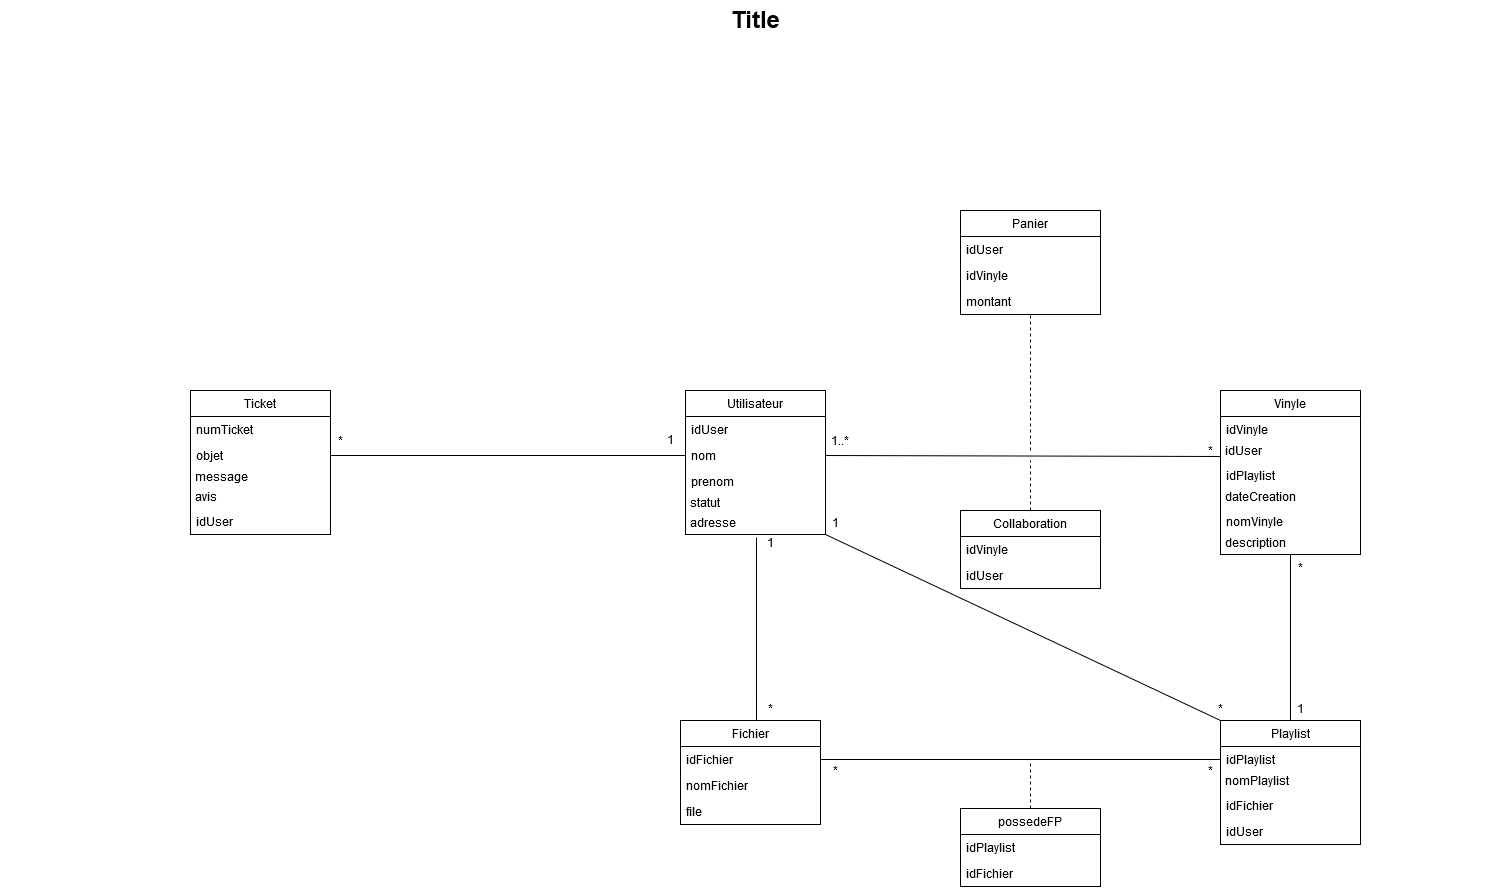 Title
Panier
idUser
idVinyle
montant
Ticket
numTicket
objet
message
avis
idUser
*
1
Utilisateur
idUser
nom
prenom
statut
adresse
1..*
*
Vinyle
idVinyle
idUser
idPlaylist
dateCreation
nomVinyle
description
1
1
Collaboration
idVinyle
idUser
*
*
*
1
Fichier
idFichier
nomFichier
file
*
*
Playlist
idPlaylist
nomPlaylist
idFichier
idUser
possedeFP
idPlaylist
idFichier